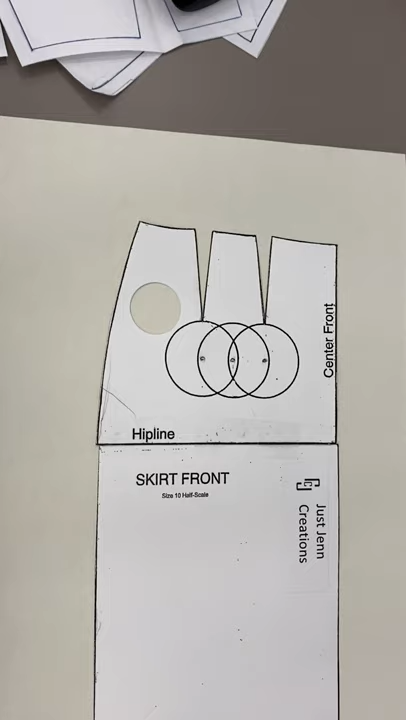 Center Front
Hipline
SKIRT FRONT
Size 10 Half-Scale
Just Jenn
Creations